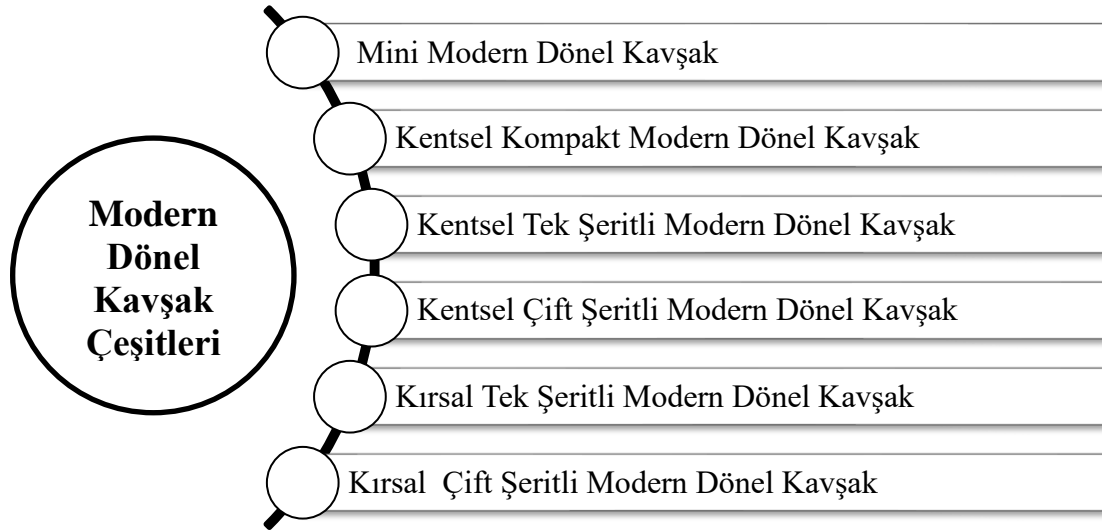 Modern
Dönel
Kavşak
Çeşitleri
Mini Modern Dönel Kavşak
Kentsel Kompakt Modern Dönel Kavşak
Kentsel Tek Şeritli Modern Dönel Kavşak
Kentsel Çift Şeritli Modern Dönel Kavşak
Kırsal Tek Şeritli Modern Dönel Kavşak
Kırsal  Çift Şeritli Modern Dönel Kavşak